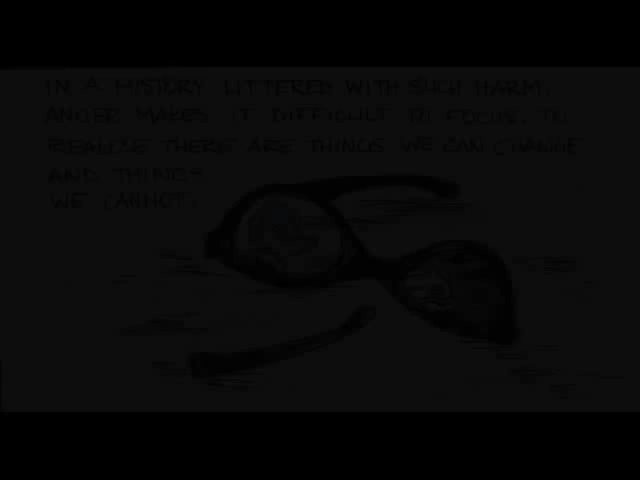 IN A HISTORY LITTERED WITH SUCH HARM,
ANGER MAKES IT DIFFICULT TO FOCUS, TO
REALIZE THERE ARE THINGS WE CAN CHANGE
AND THINGS
WE CANNOT.